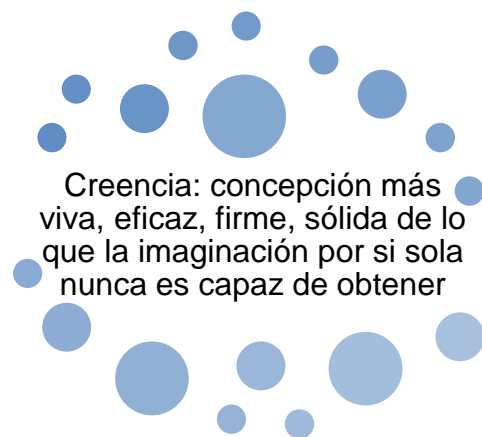 Creencia: concepción más
viva, eficaz, firme, sólida de lo
que la imaginación por si sola
nunca es capaz de obtener